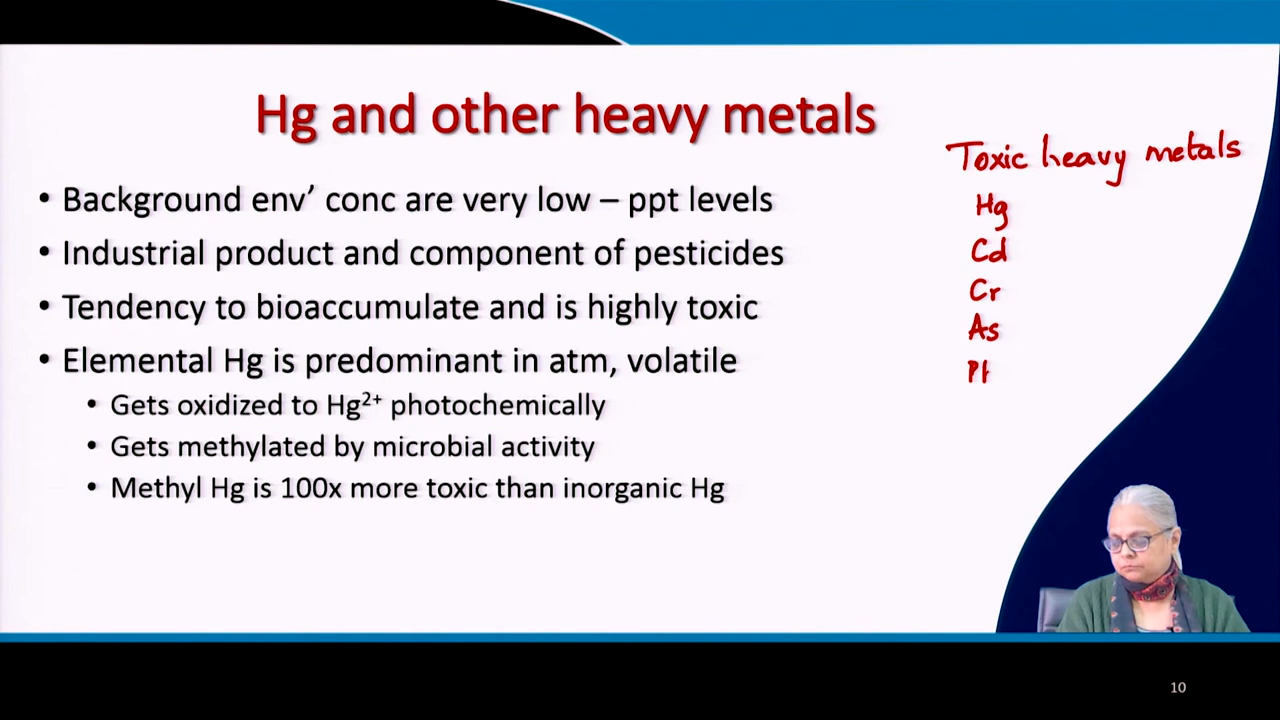 Hg and other heavy metals
• Background env’ conc are very low – ppt levels
• Industrial product and component of pesticides
• Tendency to bioaccumulate and is highly toxic
• Elemental Hg is predominant in atm, volatile
• Gets oxidized to Hg²⁺ photochemically
• Gets methylated by microbial activity
• Methyl Hg is 100x more toxic than inorganic Hg
Toxic heavy metals
Hg
Cd
Cr
As
10